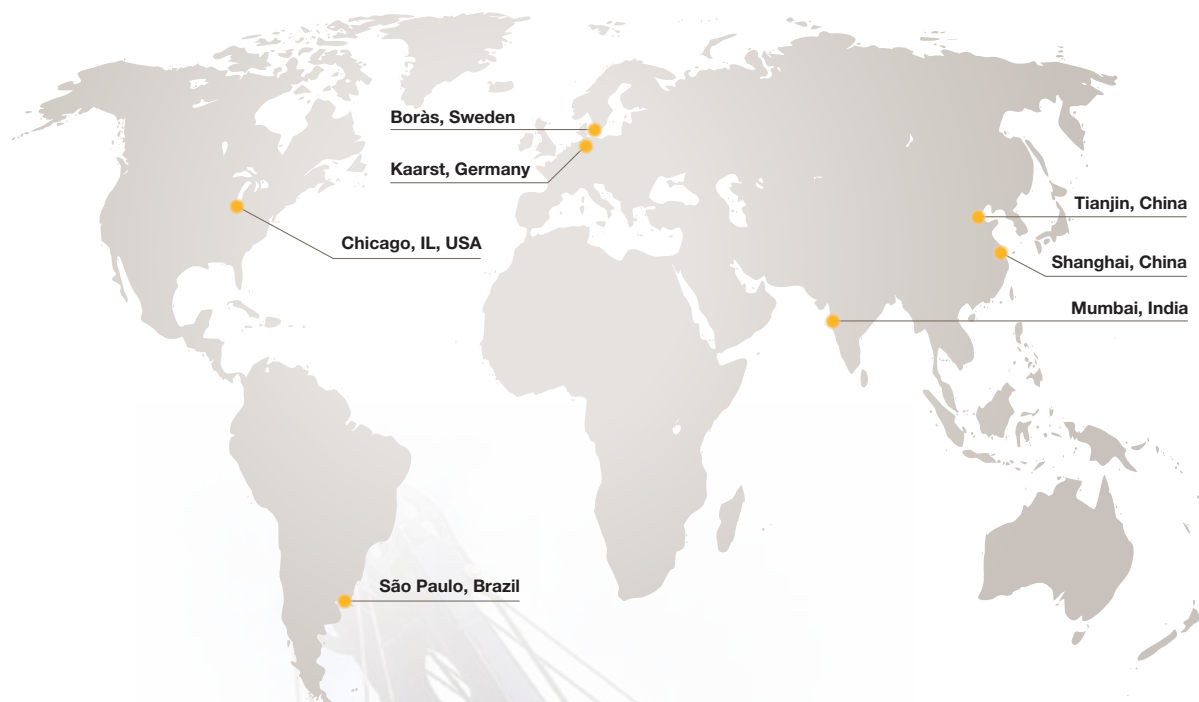 Boràs, Sweden
Kaarst, Germany
Tianjin, China
Chicago, IL, USA
Shanghai, China
Mumbai, India
São Paulo, Brazil